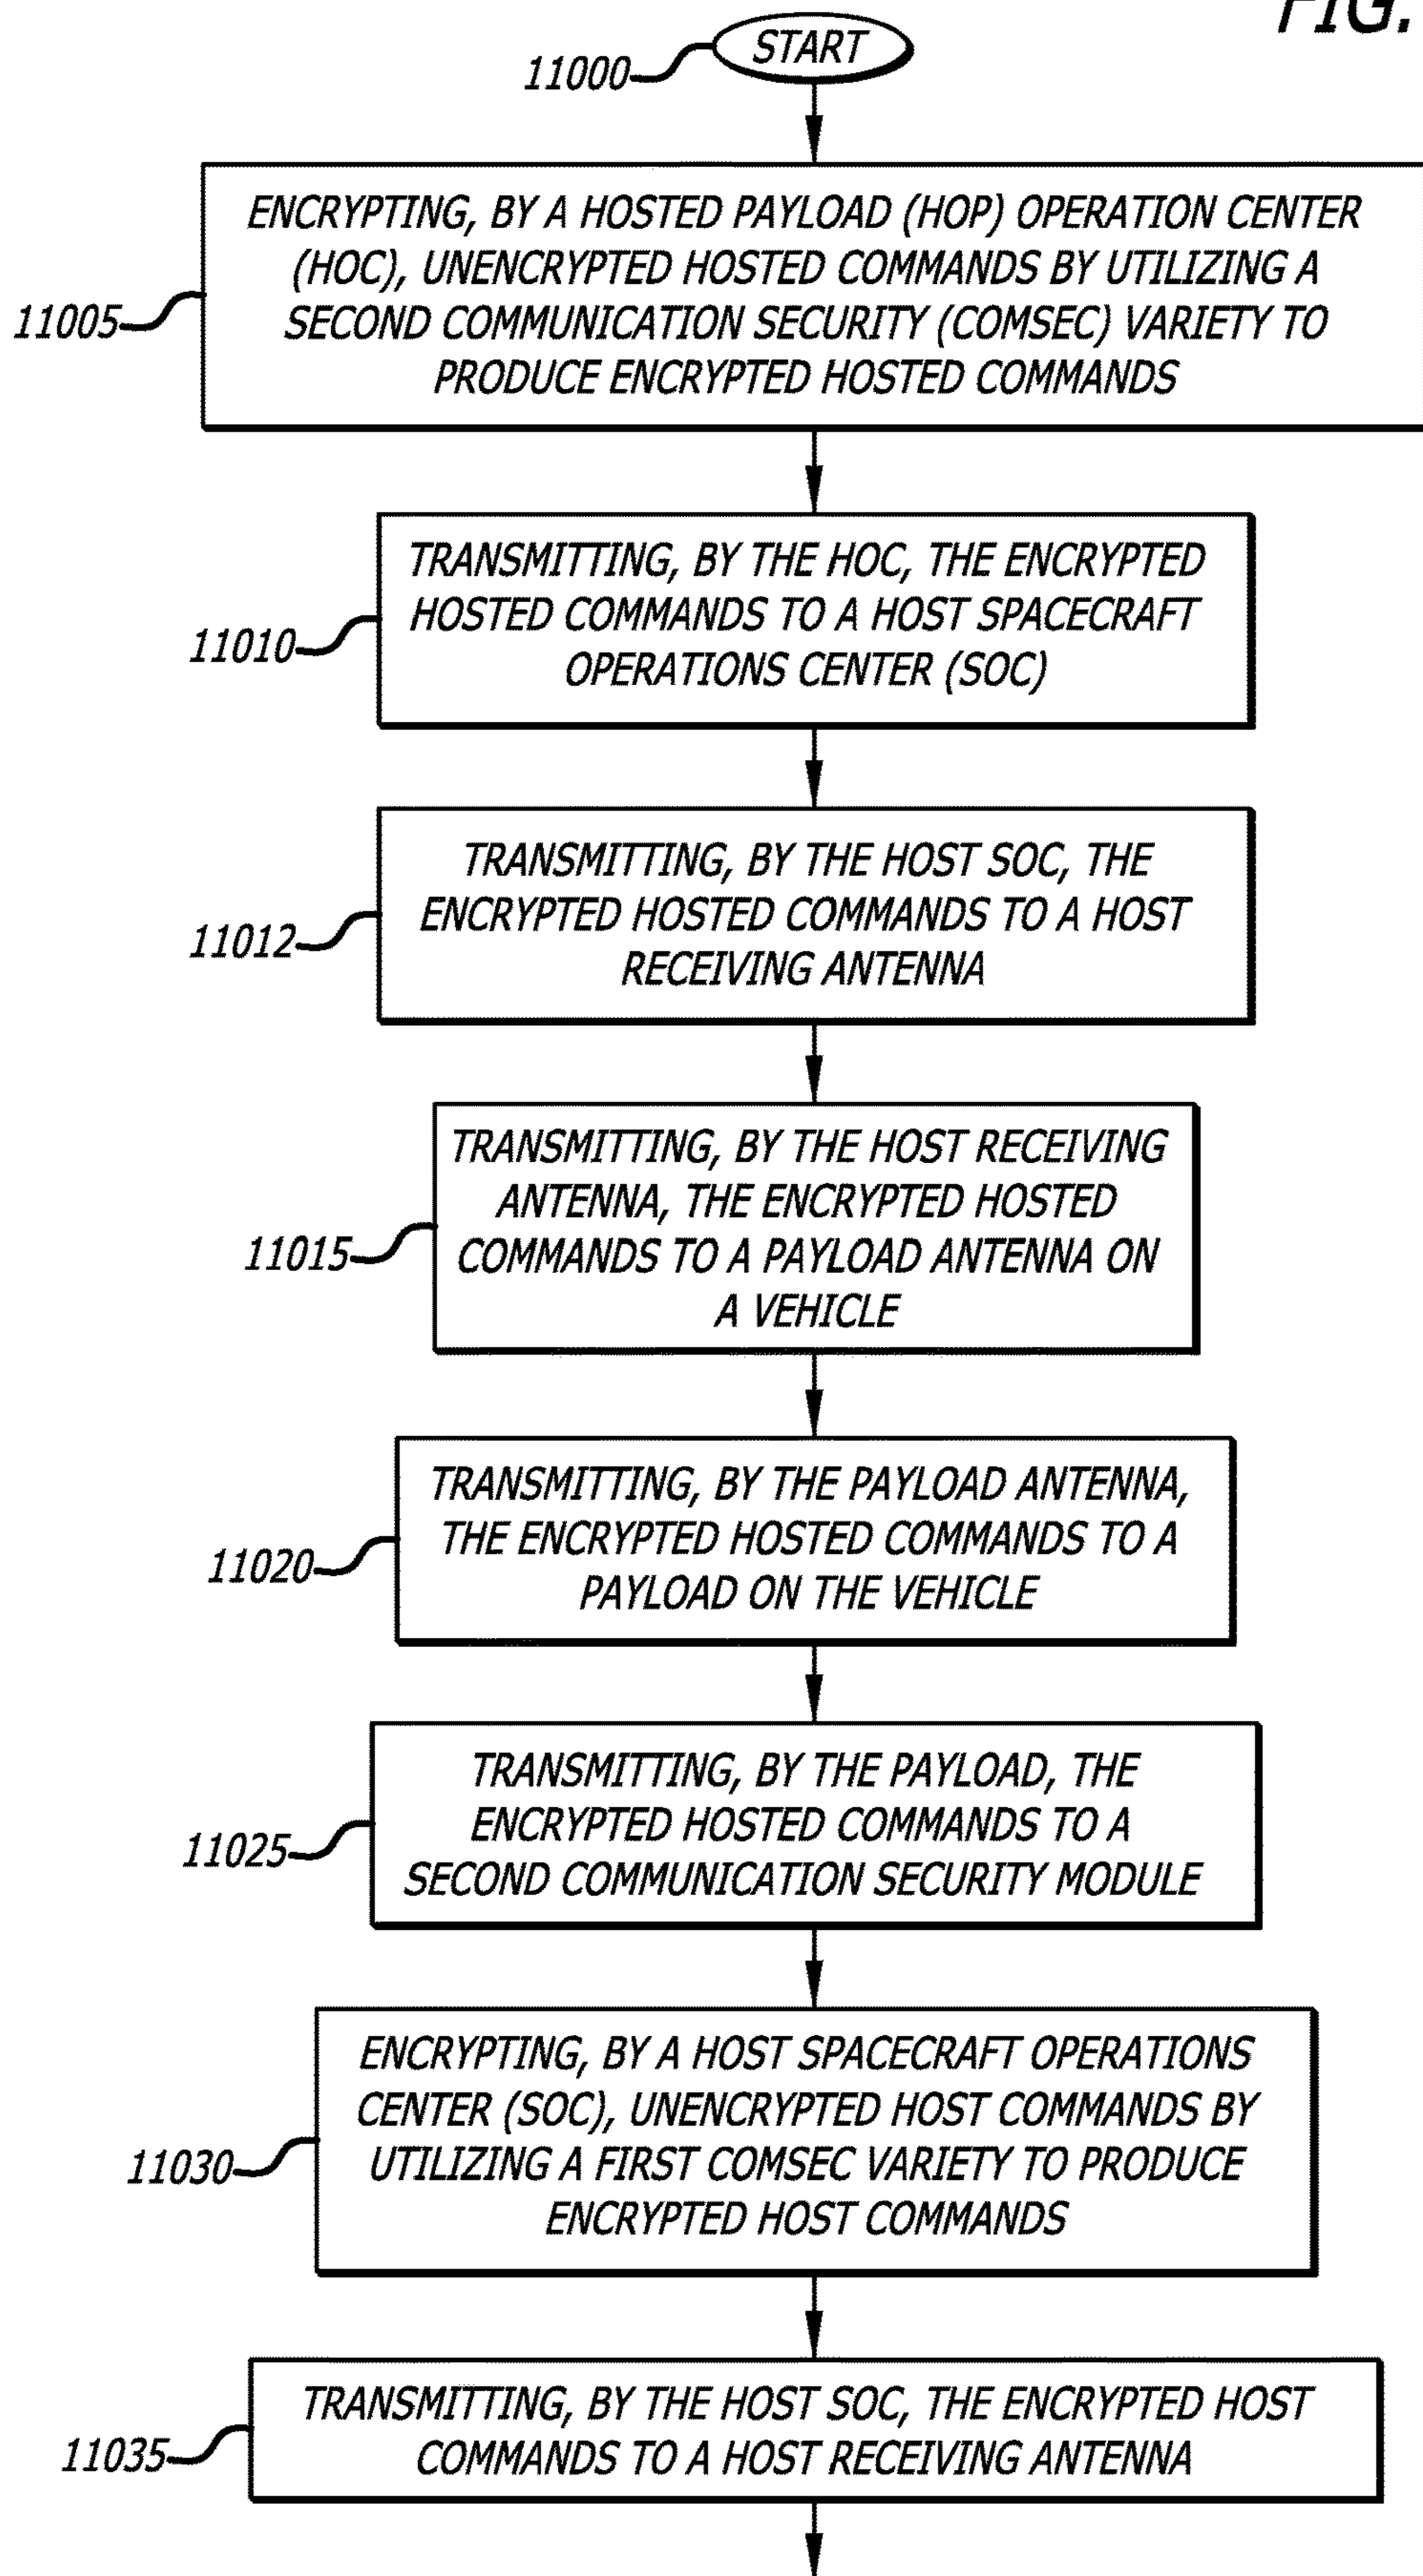 FIG.
START
11000
ENCRYPTING, BY A HOSTED PAYLOAD (HOP) OPERATION CENTER
(HOC), UNENCRYPTED HOSTED COMMANDS BY UTILIZING A
SECOND COMMUNICATION SECURITY (COMSEC) VARIETY TO
PRODUCE ENCRYPTED HOSTED COMMANDS
11005
TRANSMITTING, BY THE HOC, THE ENCRYPTED
HOSTED COMMANDS TO A HOST SPACECRAFT
OPERATIONS CENTER (SOC)
11010
TRANSMITTING, BY THE HOST SOC, THE
ENCRYPTED HOSTED COMMANDS TO A HOST
RECEIVING ANTENNA
11012
TRANSMITTING, BY THE HOST RECEIVING
ANTENNA, THE ENCRYPTED HOSTED
COMMANDS TO A PAYLOAD ANTENNA ON
A VEHICLE
11015
TRANSMITTING, BY THE PAYLOAD ANTENNA,
THE ENCRYPTED HOSTED COMMANDS TO A
PAYLOAD ON THE VEHICLE
11020
TRANSMITTING, BY THE PAYLOAD, THE
ENCRYPTED HOSTED COMMANDS TO A
SECOND COMMUNICATION SECURITY MODULE
11025
ENCRYPTING, BY A HOST SPACECRAFT OPERATIONS
CENTER (SOC), UNENCRYPTED HOST COMMANDS BY
UTILIZING A FIRST COMSEC VARIETY TO PRODUCE
ENCRYPTED HOST COMMANDS
11030
TRANSMITTING, BY THE HOST SOC, THE ENCRYPTED HOST
COMMANDS TO A HOST RECEIVING ANTENNA
11035